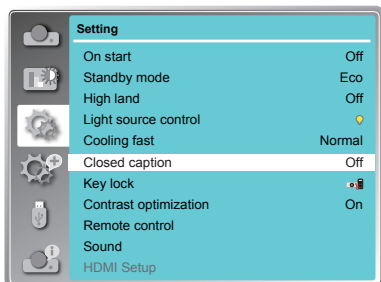 Setting
On start Off
Standby mode Eco
High land Off
Light source control
Cooling fast Normal
Closed caption Off
Key lock
Contrast optimization On
Remote control
Sound
HDMI Setup